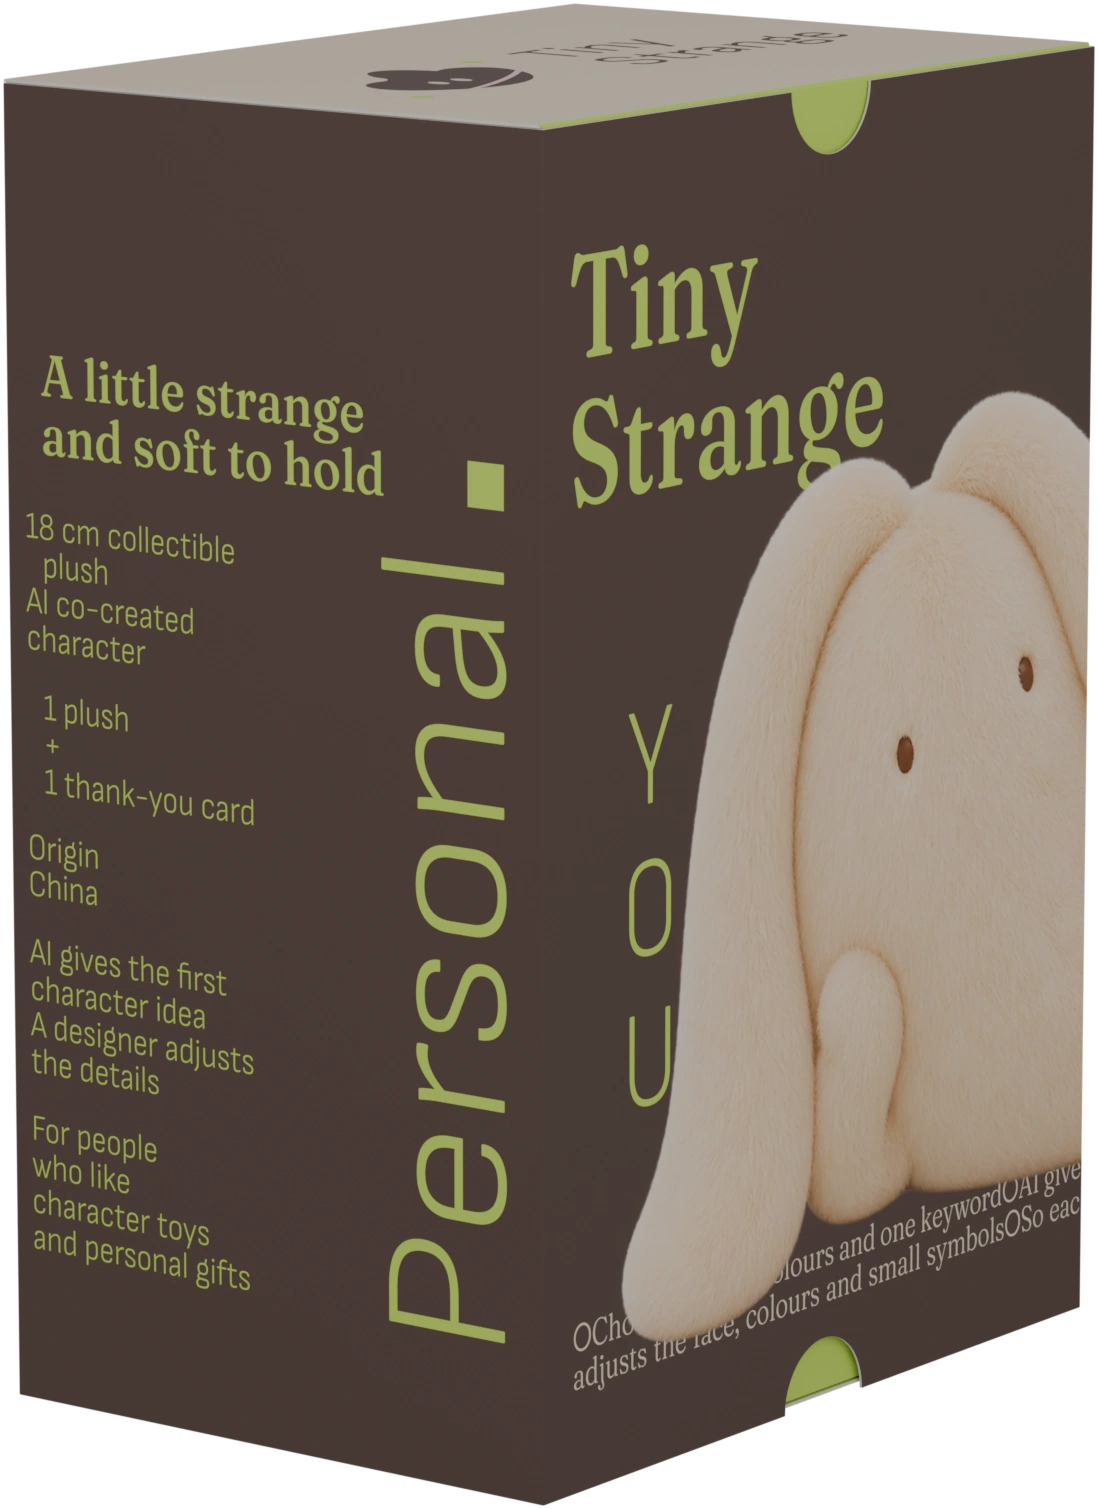 Tiny
Strange
A little strange
and soft to hold
18 cm collectible
plush
AI co-created
character
1 plush
+
1 thank-you card
Origin
China
AI gives the first
character idea
A designer adjusts
the details
For people
who like
character toys
and personal gifts
Personal.
Tiny
Strange
Y
O
U
colours and one keywordOAI give
adjusts the face, colours and small symbolsOSo eac